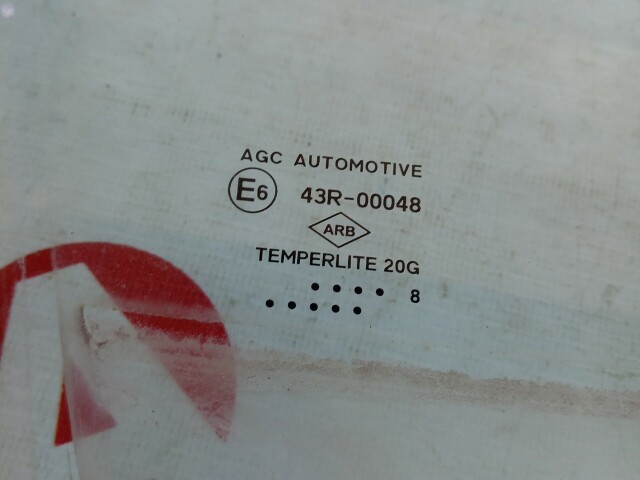 AGC AUTOMOTIVE
E6 43R-00048
ARB
TEMPERLITE 20G
•••• 8
•••••